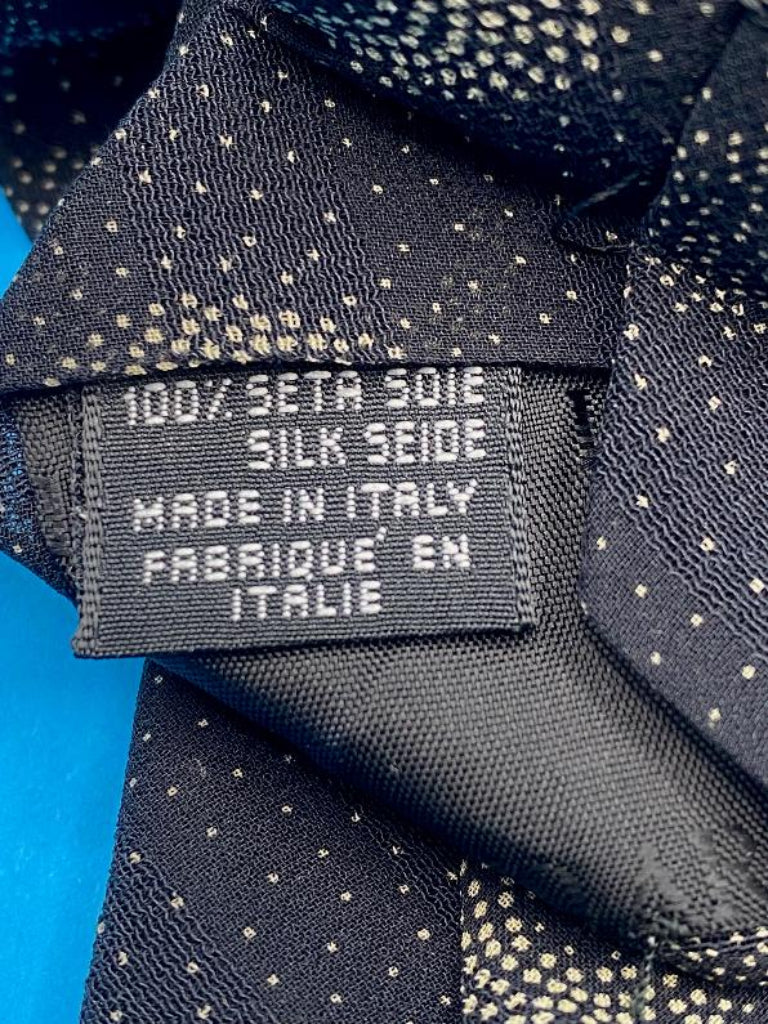 100% SETA SOIE
SILK SEIDE
MADE IN ITALY
FABRIQUE' EN
ITALIE